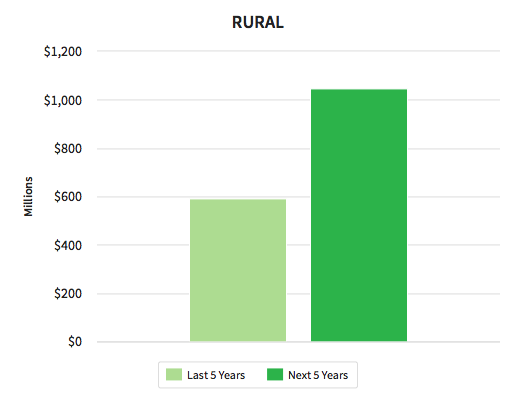 RURAL
$1,200
$1,000
$800
$600
$400
$200
$0
Millions
Last 5 Years
Next 5 Years